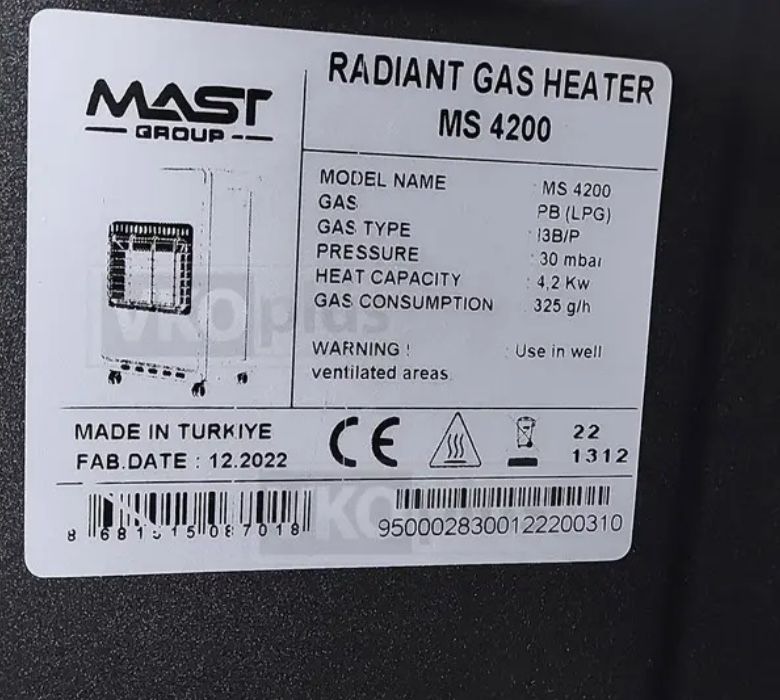 MAST
GROUP
RADIANT GAS HEATER
MS 4200
MODEL NAME : MS 4200
GAS : PB (LPG)
GAS TYPE : I3B/P
PRESSURE : 30 mbar
HEAT CAPACITY : 4,2 Kw
GAS CONSUMPTION : 325 g/h
WARNING ! : Use in well
ventilated areas
MADE IN TURKIYE
FAB.DATE : 12.2022
CE
22
1312
9500028300122200310
VKOplus